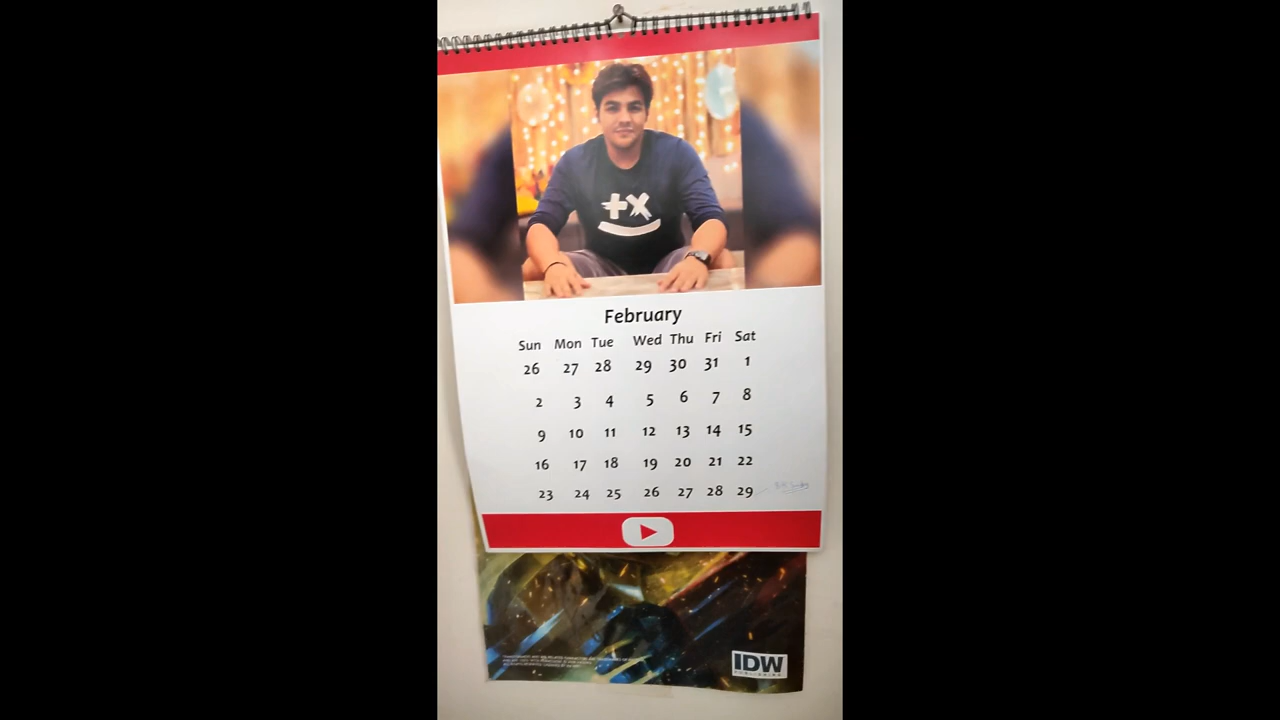 +x
February
Sun Mon Tue Wed Thu Fri Sat
26 27 28 29 30 31 1
2 3 4 5 6 7 8
9 10 11 12 13 14 15
16 17 18 19 20 21 22
23 24 25 26 27 28 29
IDW
PUBLISHING